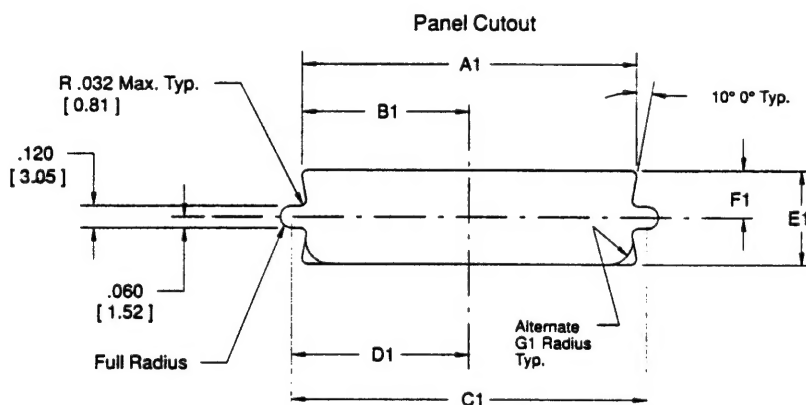 Panel Cutout
A1
R .032 Max. Typ.
[ 0.81 ]
B1
10° 0° Typ.
.120
[ 3.05 ]
F1
E1
.060
[ 1.52 ]
Full Radius
D1
Alternate
G1 Radius
Typ.
C1